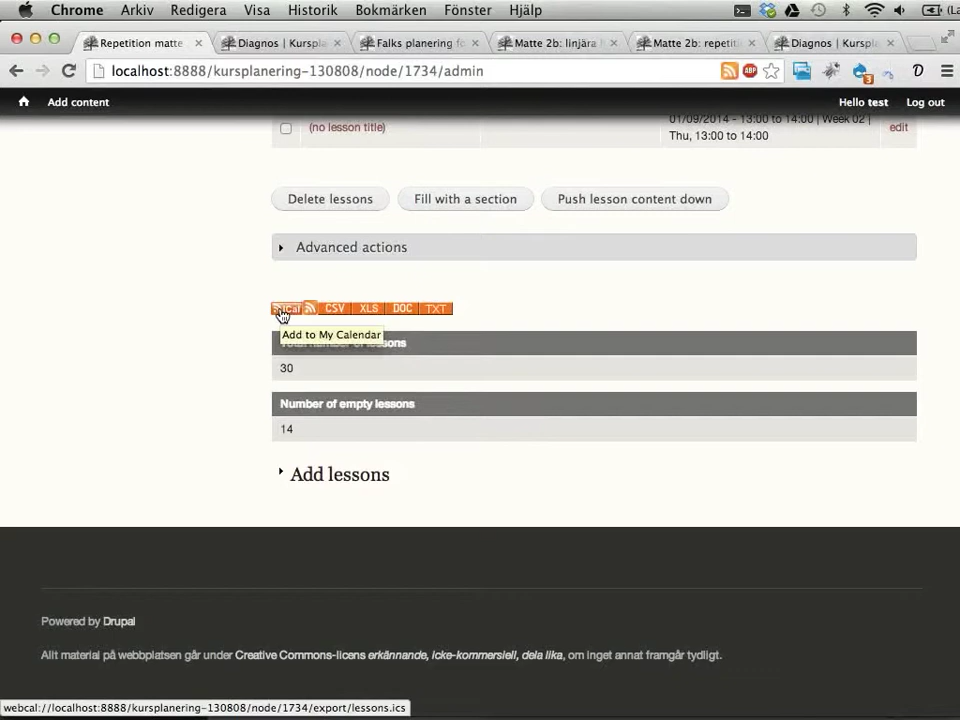 Chrome Arkiv Redigera Visa Historik Bokmärken Fönster Hjälp
Repetition matte
Diagnos | Kurspla
Falks planering fö
Matte 2b: linjära
Matte 2b: repetit
Diagnos | Kurspla
localhost:8888/kursplanering-130808/node/1734/admin
ABP
3
Add content
Hello test
Log out
(no lesson title)
01/09/2014 - 13:00 to 14:00 | Week 02 |
Thu, 13:00 to 14:00
edit
Delete lessons
Fill with a section
Push lesson content down
Advanced actions
CSV XLS DOC TXT
Add to My Calendar
30
Number of empty lessons
14
Add lessons
Powered by Drupal
Allt material på webbplatsen går under Creative Commons-licens erkännande, icke-kommersiell, dela lika, om inget annat framgår tydligt.
webcal://localhost:8888/kursplanering-130808/node/1734/export/lessons.ics